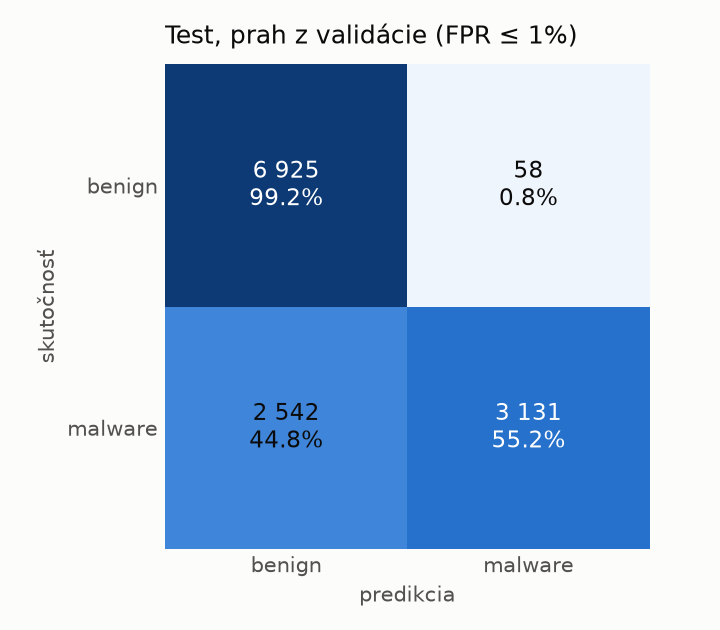 Test, prah z validácie (FPR ≤ 1%)
skutočnosť
benign
6 925
99.2%
58
0.8%
malware
2 542
44.8%
3 131
55.2%
benign
malware
predikcia